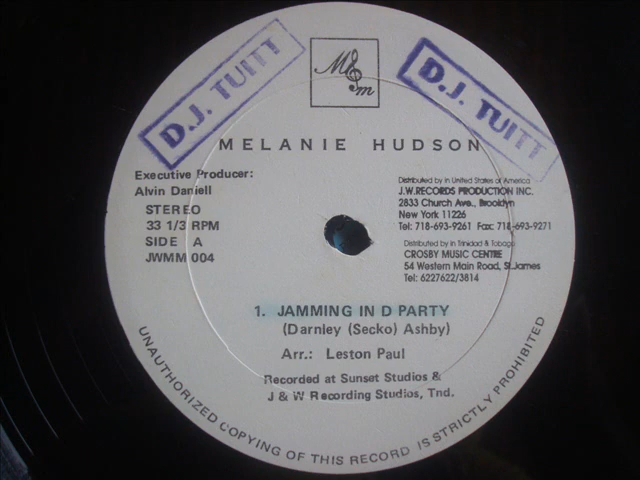 D.J. TUITT
M m
D.J. TUITT
MELANIE HUDSON
Executive Producer:
Alvin Daniell
STEREO
33 1/3 RPM
SIDE A
JWMM 004
Distributed by in United States of America
J.W.RECORDS PRODUCTION INC.
2833 Church Ave., Brooklyn
New York 11226
Tel: 718-693-9261 Fax: 718-693-9271
Distributed by in Trinidad & Tobago
CROSBY MUSIC CENTRE
54 Western Main Road, St.James
Tel: 6227622/3814
1. JAMMING IN D PARTY
(Darnley (Secko) Ashby)
Arr.: Leston Paul
Recorded at Sunset Studios &
J & W Recording Studios, Tnd.
UNAUTHORIZED COPYING OF THIS RECORD IS STRICTLY PROHIBITED